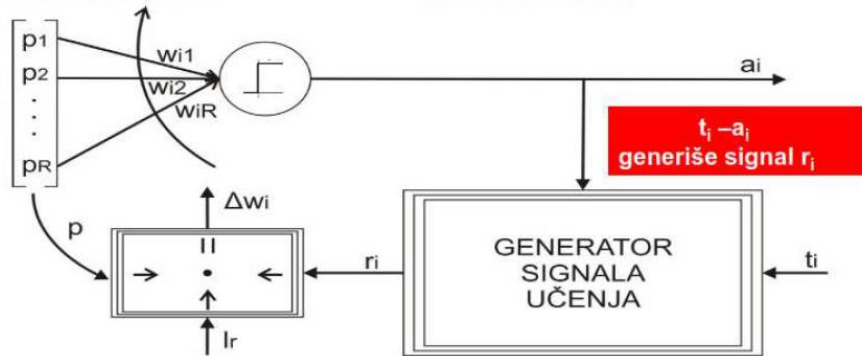 p1
p2
pR
wi1
wi2
wiR
ai
ti –ai
generiše signal ri
Δwi
p
ri
GENERATOR
SIGNALA
UČENJA
ti
lr